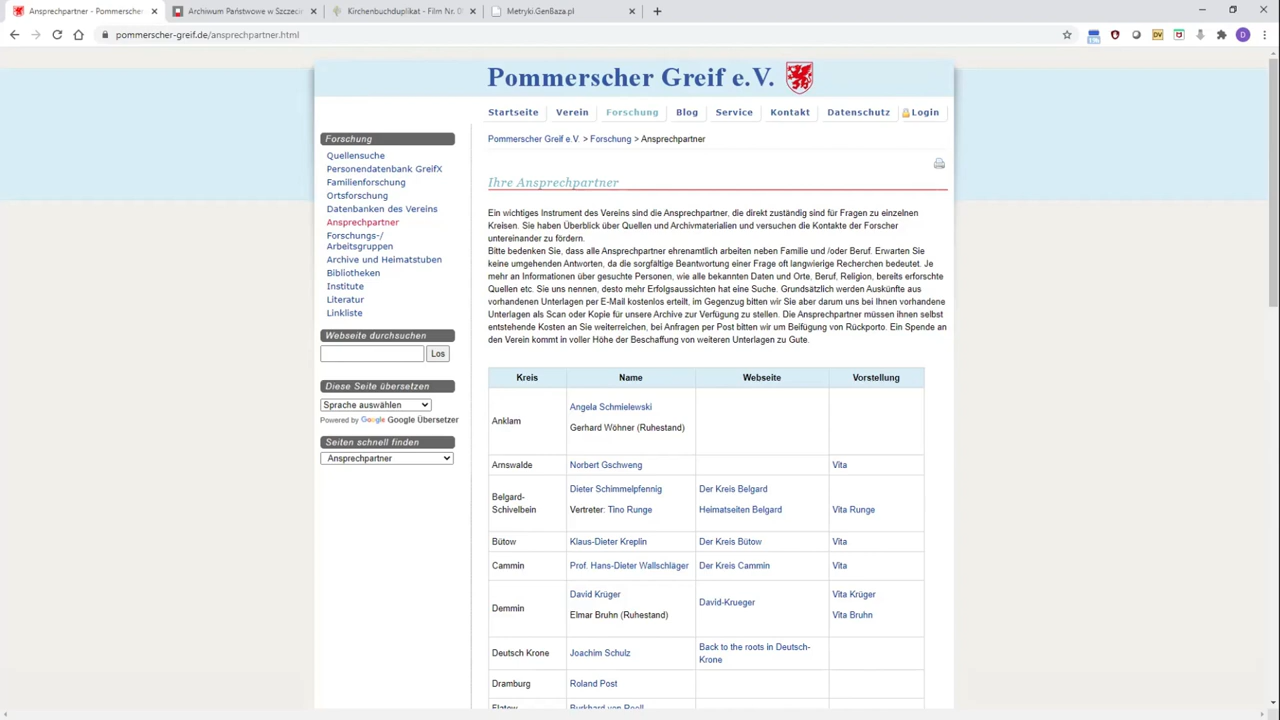 Ansprechpartner - Pommerscher
Archiwum Państwowe w Szczecin
Kirchenbuchduplikat - Film Nr. 0
Metryki.GenBaza.pl
pommerscher-greif.de/ansprechpartner.html
Pommerscher Greif e.V.
Startseite Verein Forschung Blog Service Kontakt Datenschutz Login
Forschung
Quellensuche
Personendatenbank GreifX
Familienforschung
Ortsforschung
Datenbanken des Vereins
Ansprechpartner
Forschungs-/
Arbeitsgruppen
Archive und Heimatstuben
Bibliotheken
Institute
Literatur
Linkliste
Webseite durchsuchen
Los
Diese Seite übersetzen
Sprache auswählen
Powered by Google Google Übersetzer
Seiten schnell finden
Ansprechpartner
Pommerscher Greif e.V. > Forschung > Ansprechpartner
Ihre Ansprechpartner
Ein wichtiges Instrument des Vereins sind die Ansprechpartner, die direkt zuständig sind für Fragen zu einzelnen
Kreisen. Sie haben Überblick über Quellen und Archivmaterialien und versuchen die Kontakte der Forscher
untereinander zu fördern.
Bitte bedenken Sie, dass alle Ansprechpartner ehrenamtlich arbeiten neben Familie und /oder Beruf. Erwarten Sie
keine umgehenden Antworten, da die sorgfältige Beantwortung einer Frage oft langwierige Recherchen bedeutet. Je
mehr an Informationen über gesuchte Personen, wie alle bekannten Daten und Orte, Beruf, Religion, bereits erforschte
Quellen etc. Sie uns nennen, desto mehr Erfolgsaussichten hat eine Suche. Grundsätzlich werden Auskünfte aus
vorhandenen Unterlagen per E-Mail kostenlos erteilt, im Gegenzug bitten wir Sie aber darum uns bei Ihnen vorhandene
Unterlagen als Scan oder Kopie für unsere Archive zur Verfügung zu stellen. Die Ansprechpartner müssen ihnen selbst
entstehende Kosten an Sie weiterreichen, bei Anfragen per Post bitten wir um Beifügung von Rückporto. Ein Spende an
den Verein kommt in voller Höhe der Beschaffung von weiteren Unterlagen zu Gute.
Kreis Name Webseite Vorstellung
Anklam
Angela Schmielewski
Gerhard Wöhner (Ruhestand)
Arnswalde Norbert Gschweng Vita
Belgard-
Schivelbein
Dieter Schimmelpfennig
Vertreter: Tino Runge
Der Kreis Belgard
Heimatseiten Belgard
Vita Runge
Bütow Klaus-Dieter Kreplin Der Kreis Bütow Vita
Cammin Prof. Hans-Dieter Wallschläger Der Kreis Cammin Vita
Demmin
David Krüger
Elmar Bruhn (Ruhestand)
David-Krueger
Vita Krüger
Vita Bruhn
Deutsch Krone Joachim Schulz
Back to the roots in Deutsch-
Krone
Dramburg Roland Post
Flatow Burkhard von Roell